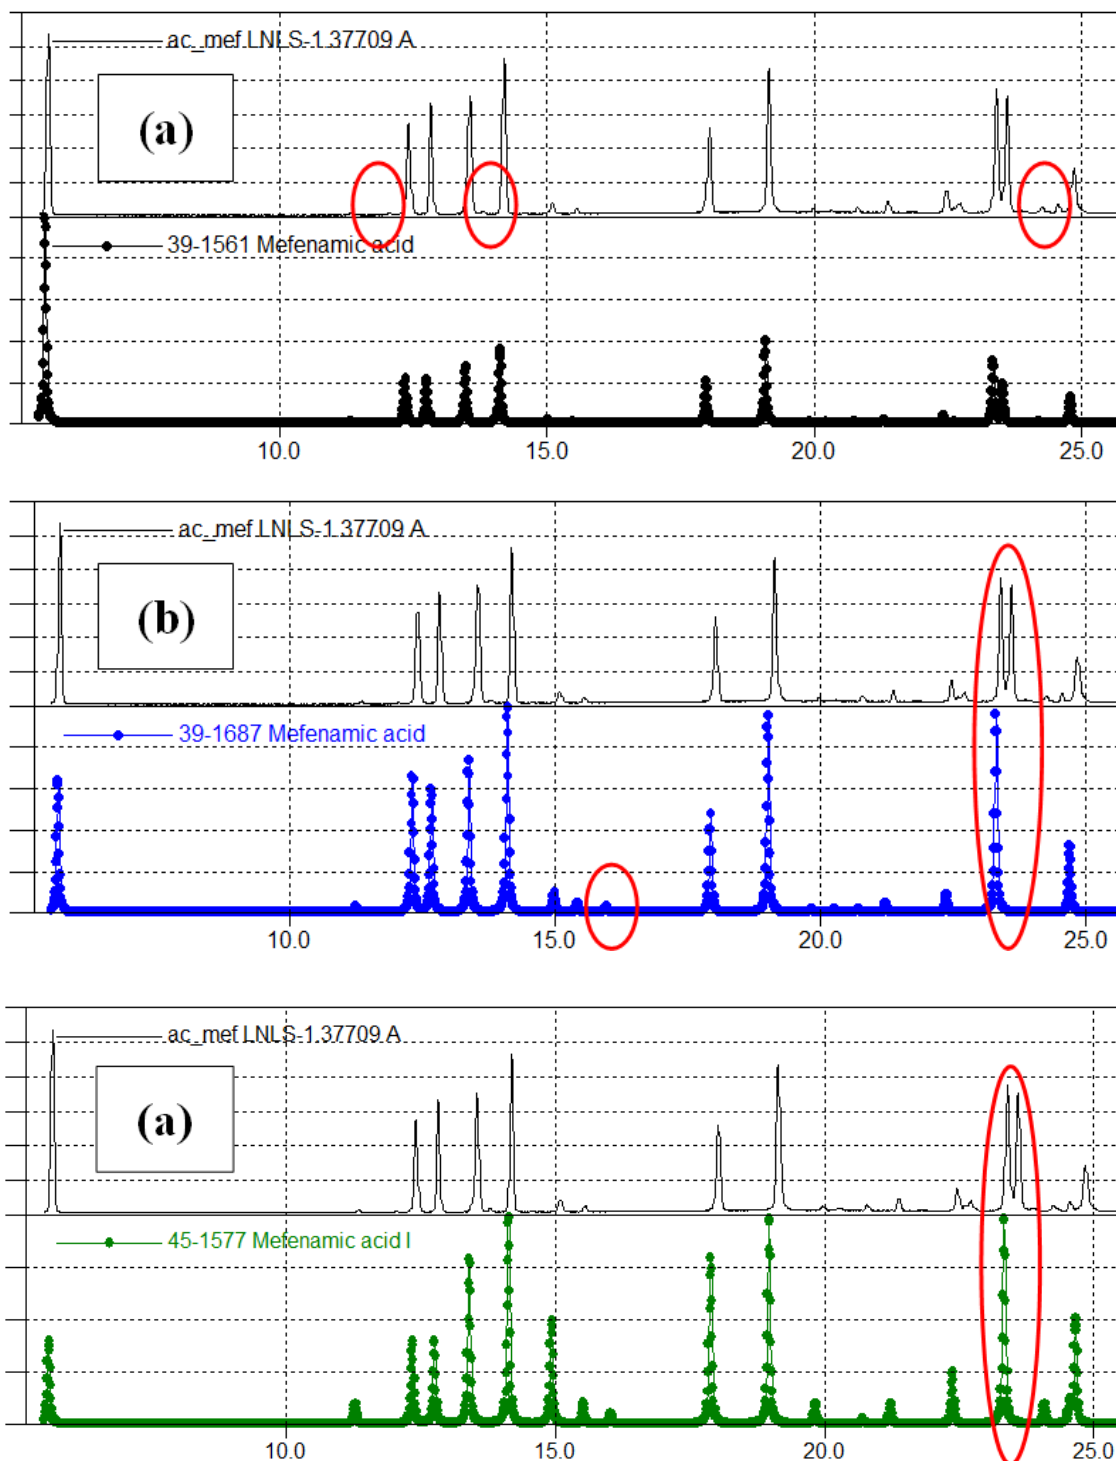 ac_mef LNLS-1.37709 A
(a)
39-1561 Mefenamic acid
10.0 15.0 20.0 25.0
ac_mef LNLS-1.37709 A
(b)
39-1687 Mefenamic acid
10.0 15.0 20.0 25.0
ac_mef LNLS-1.37709 A
(a)
45-1577 Mefenamic acid I
10.0 15.0 20.0 25.0